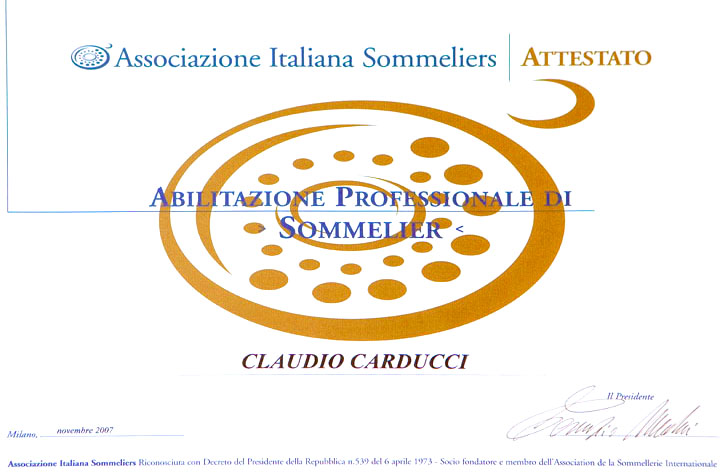 Associazione Italiana Sommeliers ATTESTATO
ABILITAZIONE PROFESSIONALE DI
> SOMMELIER <
CLAUDIO CARDUCCI
Il Presidente
Milano, novembre 2007
Associazione Italiana Sommeliers Riconosciura con Decreto del Presidente della Repubblica n.539 del 6 aprile 1973 - Socio fondatore e membro dell'Association de la Sommellerie Internationale